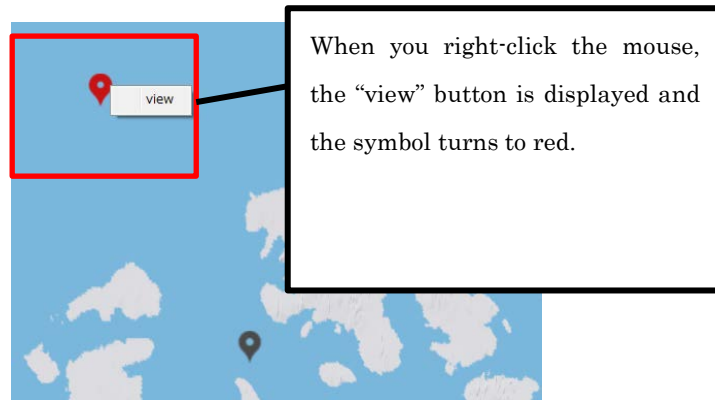 view
When you right-click the mouse,
the “view” button is displayed and
the symbol turns to red.